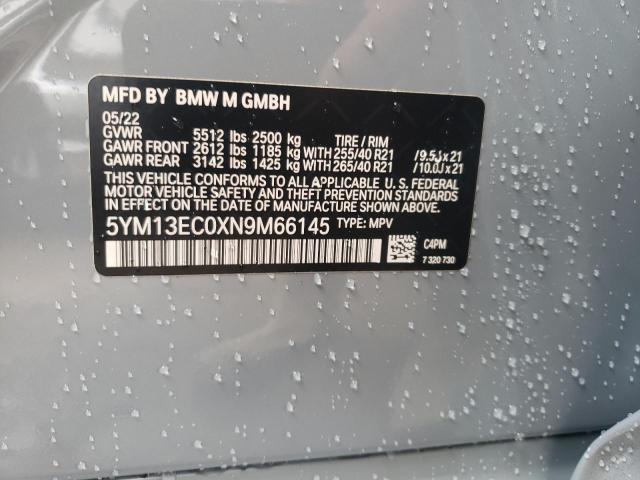 MFD BY BMW M GMBH
05/22
GVWR 5512 lbs 2500 kg TIRE / RIM
GAWR FRONT 2612 lbs 1185 kg WITH 255/40 R21 / 9.5J x 21
GAWR REAR 3142 lbs 1425 kg WITH 265/40 R21 / 10.0J x 21
THIS VEHICLE CONFORMS TO ALL APPLICABLE U. S. FEDERAL
MOTOR VEHICLE SAFETY AND THEFT PREVENTION STANDARDS
IN EFFECT ON THE DATE OF MANUFACTURE SHOWN ABOVE.
5YM13EC0XN9M66145 TYPE: MPV
C4PM
7 320 730